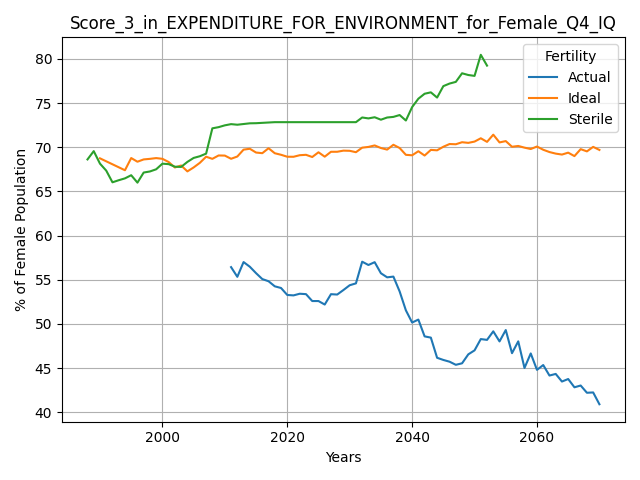 Score_3_in_EXPENDITURE_FOR_ENVIRONMENT_for_Female_Q4_IQ
Fertility
Actual
Ideal
Sterile
% of Female Population
80
75
70
65
60
55
50
45
40
2000
2020
2040
2060
Years